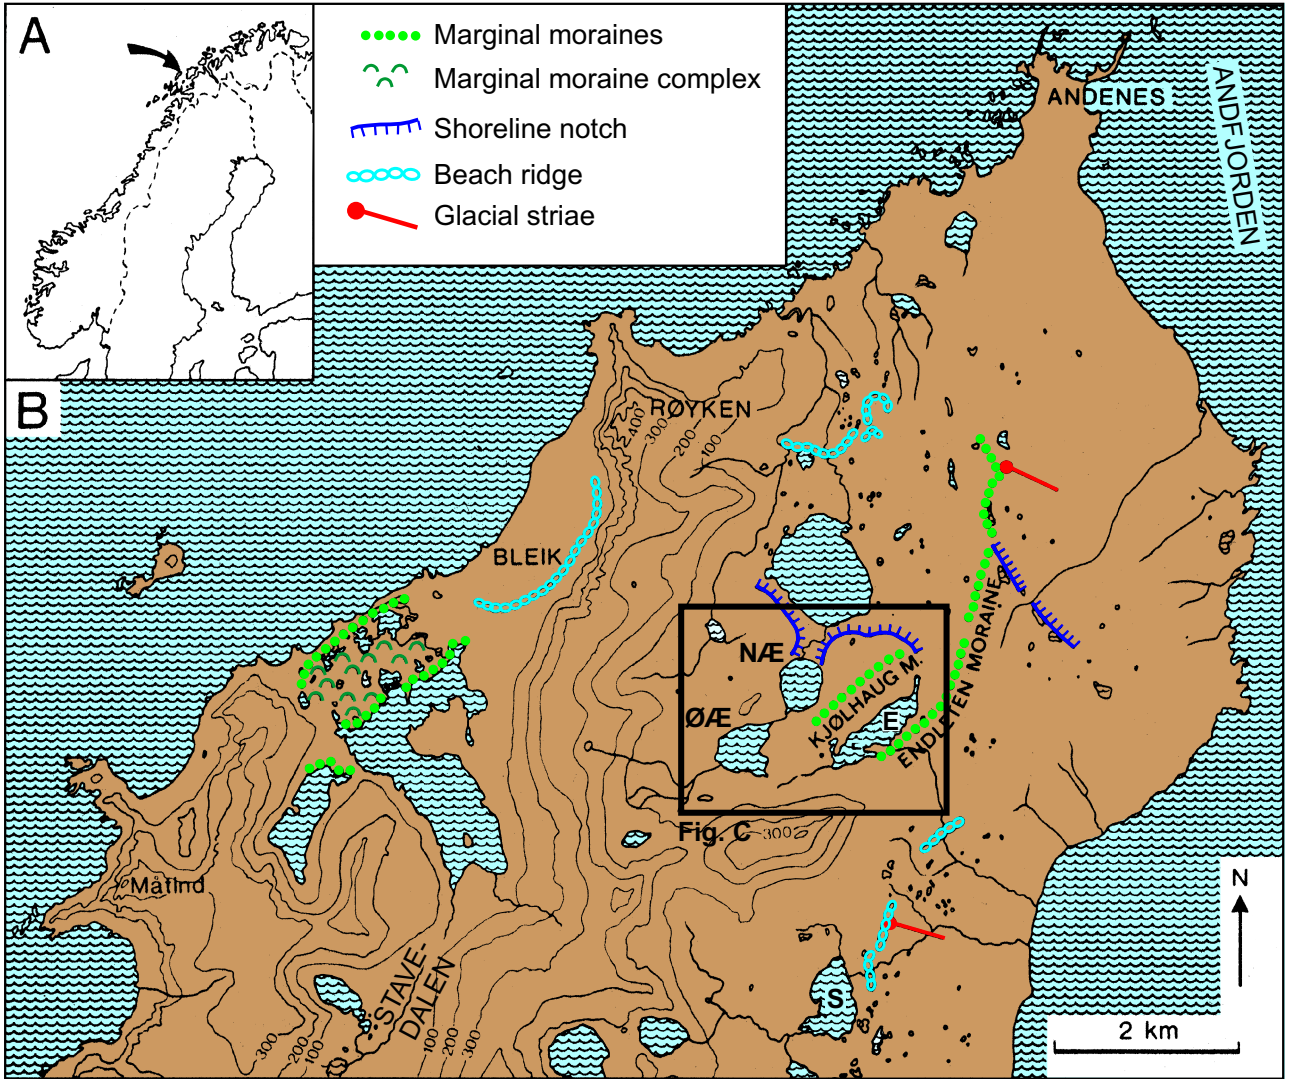 A
Marginal moraines
Marginal moraine complex
Shoreline notch
Beach ridge
Glacial striae
ANDENES
ANDFJORDEN
B
RØYKEN
400
300
200
100
BLEIK
NÆ
ØÆ
KJØLHAUG M.
E
ENDLETEN MORAINE
Fig. C
300
Måtind
STAVE-
DALEN
S
300
200
100
100
200
300
N
2 km